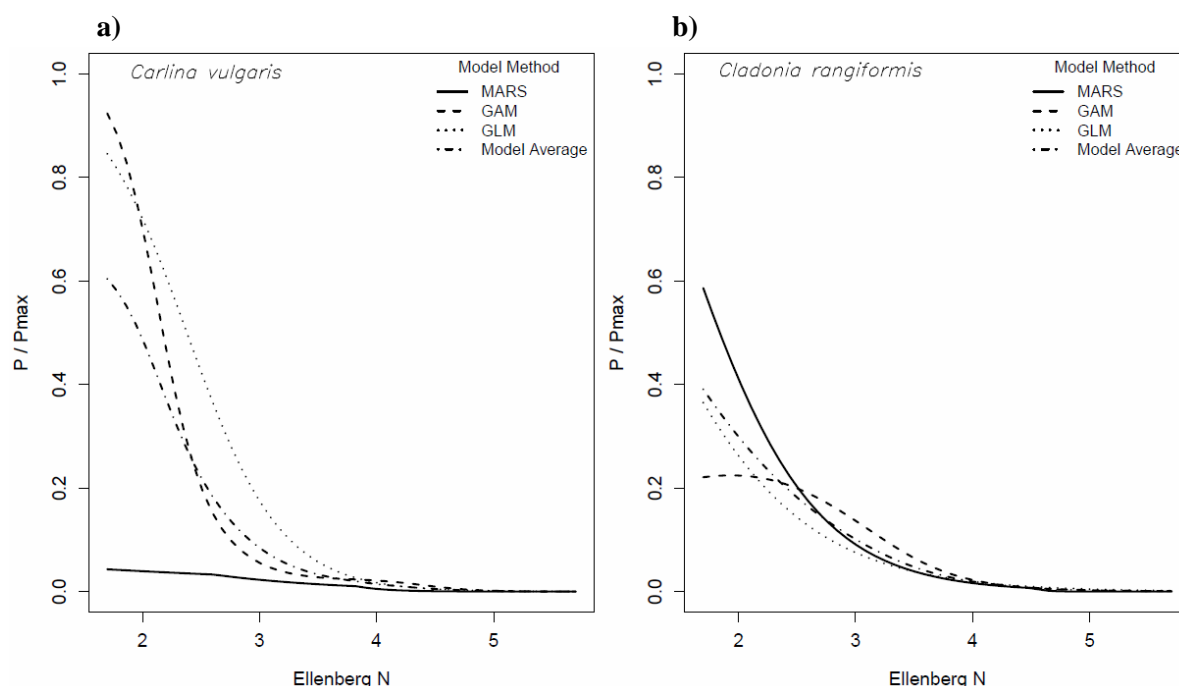 a)
Carlina vulgaris
Model Method
MARS
GAM
GLM
Model Average
1.0
0.8
0.6
0.4
0.2
0.0
P / Pmax
2 3 4 5
Ellenberg N
b)
Cladonia rangiformis
Model Method
MARS
GAM
GLM
Model Average
1.0
0.8
0.6
0.4
0.2
0.0
P / Pmax
2 3 4 5
Ellenberg N